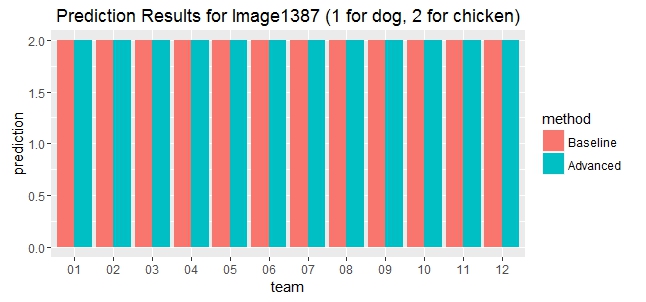 Prediction Results for Image1387 (1 for dog, 2 for chicken)
2.0
1.5
1.0
0.5
0.0
prediction
01 02 03 04 05 06 07 08 09 10 11 12
team
method
Baseline
Advanced